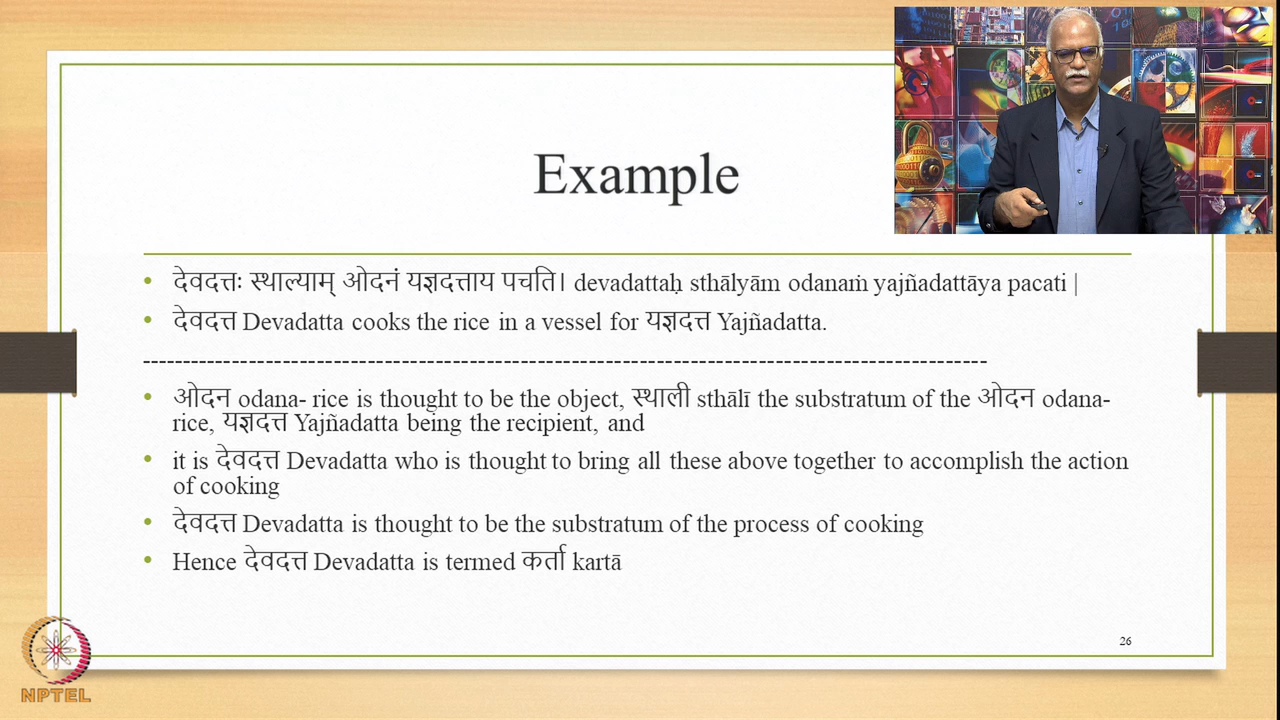 Example
• देवदत्तः स्थाल्याम् ओदनं यज्ञदत्ताय पचति। devadattaḥ sthālyām odanaṁ yajñadattāya pacati |
• देवदत्त Devadatta cooks the rice in a vessel for यज्ञदत्त Yajñadatta.
--------------------------------------------------------------------------------------------
• ओदन odana- rice is thought to be the object, स्थाली sthālī the substratum of the ओदन odana-
rice, यज्ञदत्त Yajñadatta being the recipient, and
• it is देवदत्त Devadatta who is thought to bring all these above together to accomplish the action
of cooking
• देवदत्त Devadatta is thought to be the substratum of the process of cooking
• Hence देवदत्त Devadatta is termed कर्ता kartā
26
NPTEL